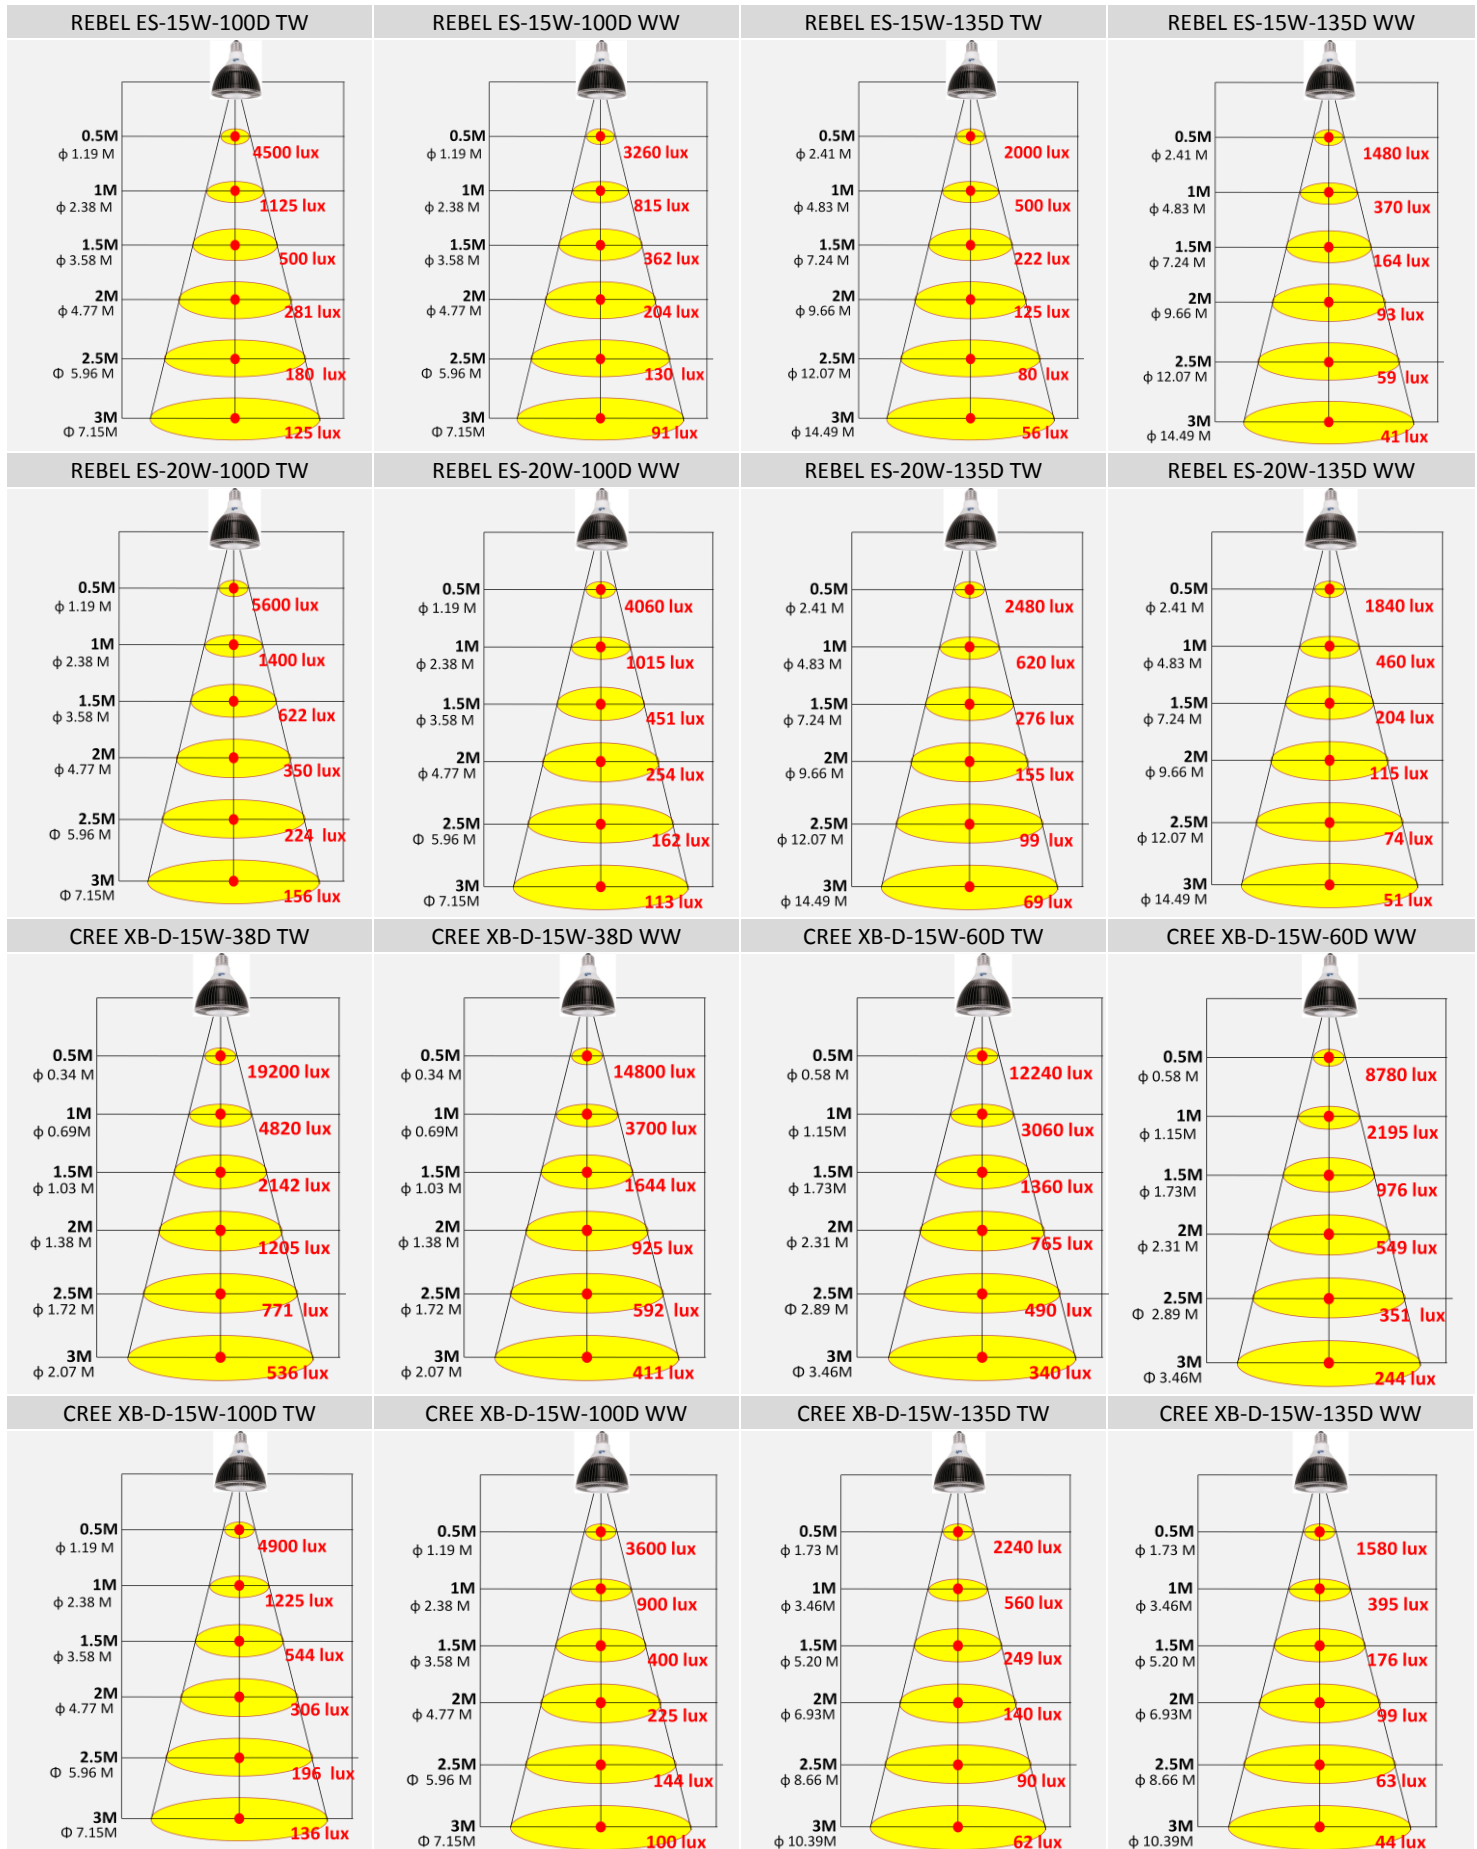 REBEL ES-15W-100D TW
0.5M
ϕ 1.19 M
4500 lux
1M
ϕ 2.38 M
1125 lux
1.5M
ϕ 3.58 M
500 lux
2M
ϕ 4.77 M
281 lux
2.5M
Φ 5.96 M
180 lux
3M
Φ 7.15M
125 lux
REBEL ES-15W-100D WW
0.5M
ϕ 1.19 M
3260 lux
1M
ϕ 2.38 M
815 lux
1.5M
ϕ 3.58 M
362 lux
2M
ϕ 4.77 M
204 lux
2.5M
Φ 5.96 M
130 lux
3M
Φ 7.15M
91 lux
REBEL ES-15W-135D TW
0.5M
ϕ 2.41 M
2000 lux
1M
ϕ 4.83 M
500 lux
1.5M
ϕ 7.24 M
222 lux
2M
ϕ 9.66 M
125 lux
2.5M
ϕ 12.07 M
80 lux
3M
ϕ 14.49 M
56 lux
REBEL ES-15W-135D WW
0.5M
ϕ 2.41 M
1480 lux
1M
ϕ 4.83 M
370 lux
1.5M
ϕ 7.24 M
164 lux
2M
ϕ 9.66 M
93 lux
2.5M
ϕ 12.07 M
59 lux
3M
ϕ 14.49 M
41 lux
REBEL ES-20W-100D TW
0.5M
ϕ 1.19 M
5600 lux
1M
ϕ 2.38 M
1400 lux
1.5M
ϕ 3.58 M
622 lux
2M
ϕ 4.77 M
350 lux
2.5M
Φ 5.96 M
224 lux
3M
Φ 7.15M
156 lux
REBEL ES-20W-100D WW
0.5M
ϕ 1.19 M
4060 lux
1M
ϕ 2.38 M
1015 lux
1.5M
ϕ 3.58 M
451 lux
2M
ϕ 4.77 M
254 lux
2.5M
Φ 5.96 M
162 lux
3M
Φ 7.15M
113 lux
REBEL ES-20W-135D TW
0.5M
ϕ 2.41 M
2480 lux
1M
ϕ 4.83 M
620 lux
1.5M
ϕ 7.24 M
276 lux
2M
ϕ 9.66 M
155 lux
2.5M
ϕ 12.07 M
99 lux
3M
ϕ 14.49 M
69 lux
REBEL ES-20W-135D WW
0.5M
ϕ 2.41 M
1840 lux
1M
ϕ 4.83 M
460 lux
1.5M
ϕ 7.24 M
204 lux
2M
ϕ 9.66 M
115 lux
2.5M
ϕ 12.07 M
74 lux
3M
ϕ 14.49 M
51 lux
CREE XB-D-15W-38D TW
0.5M
ϕ 0.34 M
19200 lux
1M
ϕ 0.69M
4820 lux
1.5M
ϕ 1.03 M
2142 lux
2M
ϕ 1.38 M
1205 lux
2.5M
ϕ 1.72 M
771 lux
3M
ϕ 2.07 M
536 lux
CREE XB-D-15W-38D WW
0.5M
ϕ 0.34 M
14800 lux
1M
ϕ 0.69M
3700 lux
1.5M
ϕ 1.03 M
1644 lux
2M
ϕ 1.38 M
925 lux
2.5M
ϕ 1.72 M
592 lux
3M
ϕ 2.07 M
411 lux
CREE XB-D-15W-60D TW
0.5M
ϕ 0.58 M
12240 lux
1M
ϕ 1.15M
3060 lux
1.5M
ϕ 1.73M
1360 lux
2M
ϕ 2.31 M
765 lux
2.5M
Φ 2.89 M
490 lux
3M
Φ 3.46M
340 lux
CREE XB-D-15W-60D WW
0.5M
ϕ 0.58 M
8780 lux
1M
ϕ 1.15M
2195 lux
1.5M
ϕ 1.73M
976 lux
2M
ϕ 2.31 M
549 lux
2.5M
Φ 2.89 M
351 lux
3M
Φ 3.46M
244 lux
CREE XB-D-15W-100D TW
0.5M
ϕ 1.19 M
4900 lux
1M
ϕ 2.38 M
1225 lux
1.5M
ϕ 3.58 M
544 lux
2M
ϕ 4.77 M
306 lux
2.5M
Φ 5.96 M
196 lux
3M
Φ 7.15M
136 lux
CREE XB-D-15W-100D WW
0.5M
ϕ 1.19 M
3600 lux
1M
ϕ 2.38 M
900 lux
1.5M
ϕ 3.58 M
400 lux
2M
ϕ 4.77 M
225 lux
2.5M
Φ 5.96 M
144 lux
3M
Φ 7.15M
100 lux
CREE XB-D-15W-135D TW
0.5M
ϕ 1.73 M
2240 lux
1M
ϕ 3.46M
560 lux
1.5M
ϕ 5.20 M
249 lux
2M
ϕ 6.93M
140 lux
2.5M
ϕ 8.66 M
90 lux
3M
ϕ 10.39M
62 lux
CREE XB-D-15W-135D WW
0.5M
ϕ 1.73 M
1580 lux
1M
ϕ 3.46M
395 lux
1.5M
ϕ 5.20 M
176 lux
2M
ϕ 6.93M
99 lux
2.5M
ϕ 8.66 M
63 lux
3M
ϕ 10.39M
44 lux